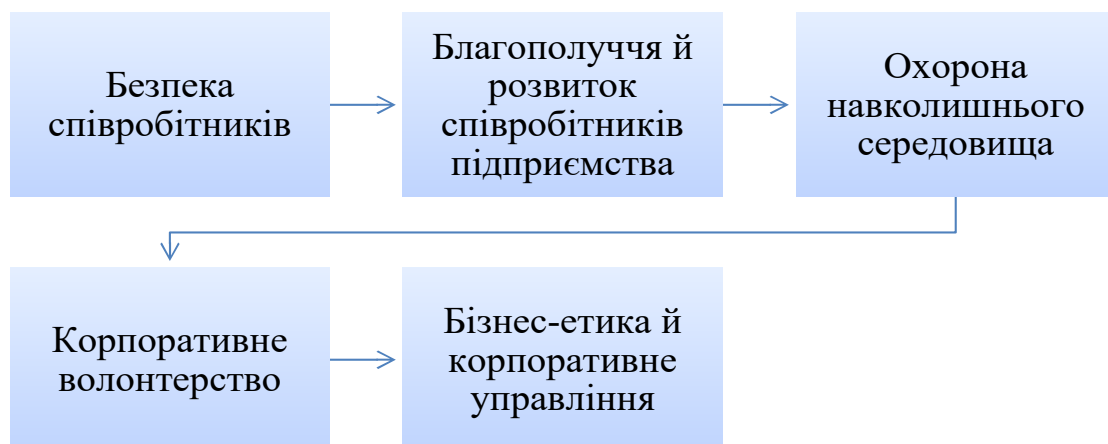 Безпека
співробітників
Благополуччя й
розвиток
співробітників
підприємства
Охорона
навколишнього
середовища
Корпоративне
волонтерство
Бізнес-етика й
корпоративне
управління